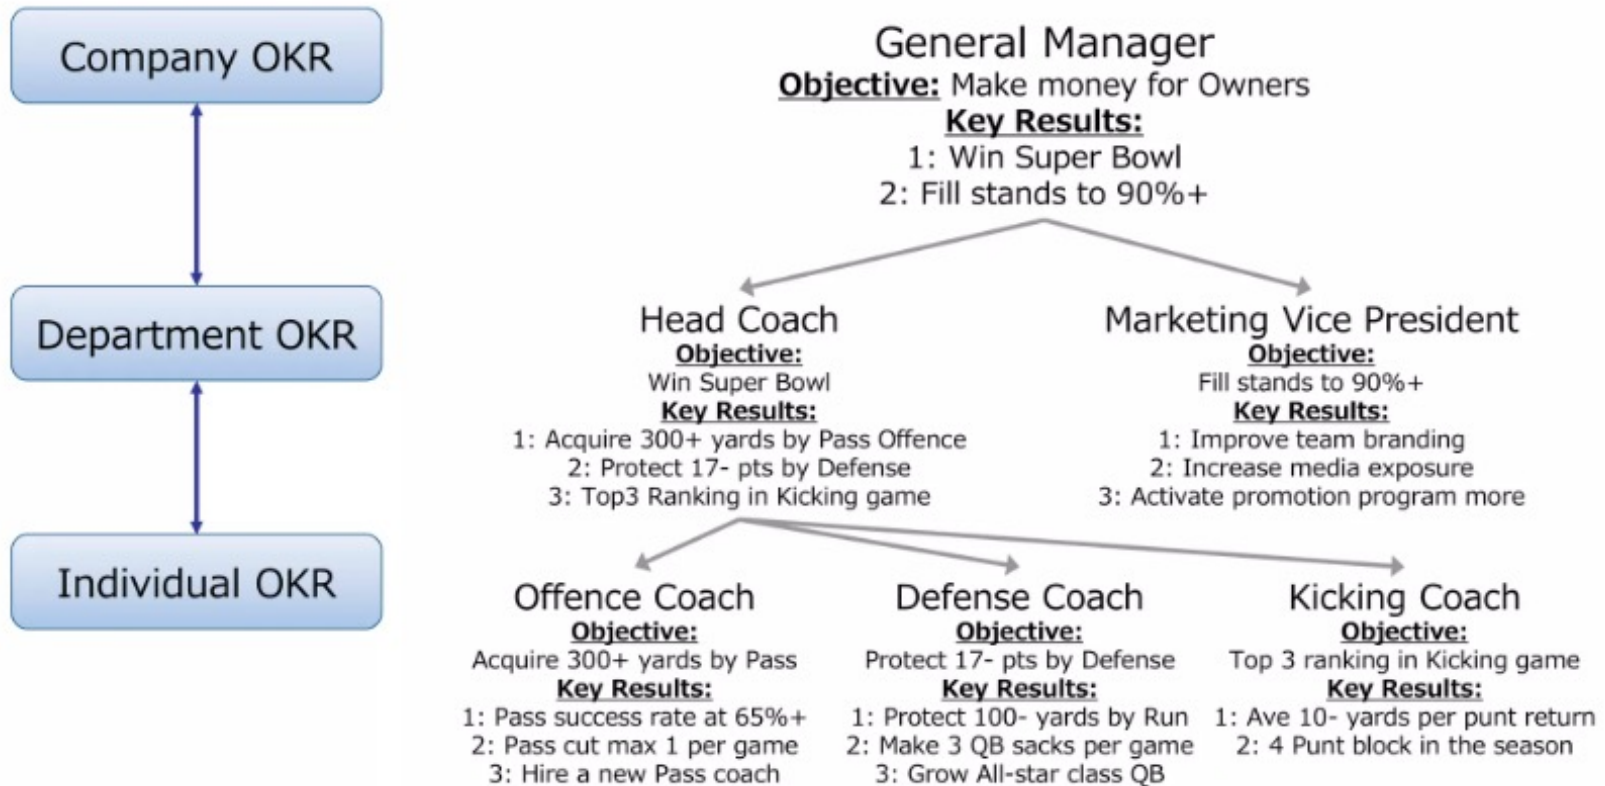 Company OKR
Department OKR
Individual OKR
General Manager
Objective: Make money for Owners
Key Results:
1: Win Super Bowl
2: Fill stands to 90%+
Head Coach
Objective:
Win Super Bowl
Key Results:
1: Acquire 300+ yards by Pass Offence
2: Protect 17- pts by Defense
3: Top3 Ranking in Kicking game
Marketing Vice President
Objective:
Fill stands to 90%+
Key Results:
1: Improve team branding
2: Increase media exposure
3: Activate promotion program more
Offence Coach
Objective:
Acquire 300+ yards by Pass
Key Results:
1: Pass success rate at 65%+
2: Pass cut max 1 per game
3: Hire a new Pass coach
Defense Coach
Objective:
Protect 17- pts by Defense
Key Results:
1: Protect 100- yards by Run
2: Make 3 QB sacks per game
3: Grow All-star class QB
Kicking Coach
Objective:
Top 3 ranking in Kicking game
Key Results:
1: Ave 10- yards per punt return
2: 4 Punt block in the season